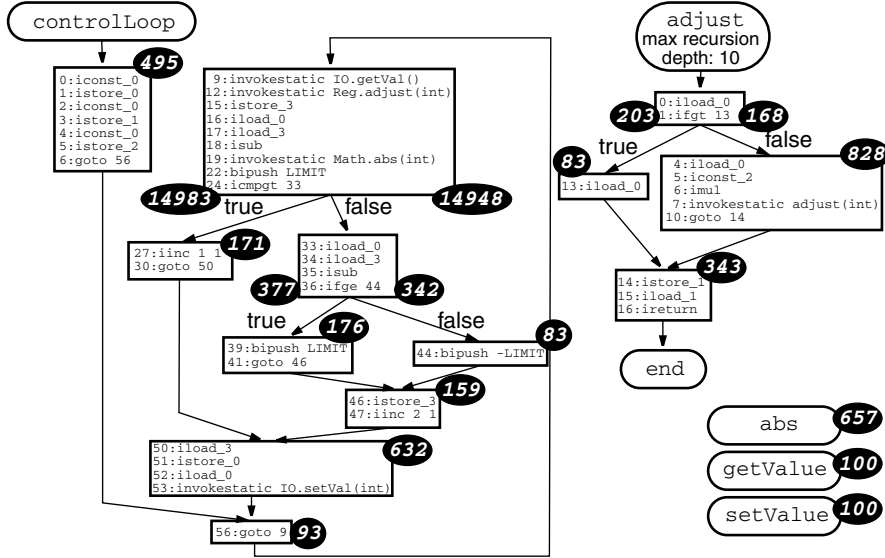 controlLoop
495
0:iconst_0
1:istore_0
2:iconst_0
3:istore_1
4:iconst_0
5:istore_2
6:goto 56
9:invokestatic IO.getVal()
12:invokestatic Reg.adjust(int)
15:istore_3
16:iload_0
17:iload_3
18:isub
19:invokestatic Math.abs(int)
22:bipush LIMIT
24:icmpgt 33
14983
14948
true
false
171
27:iinc 1 1
30:goto 50
33:iload_0
34:iload_3
35:isub
36:ifge 44
377
342
true
false
176
39:bipush LIMIT
41:goto 46
83
44:bipush -LIMIT
159
46:istore_3
47:iinc 2 1
632
50:iload_3
51:istore_0
52:iload_0
53:invokestatic IO.setVal(int)
56:goto 9
93
adjust
max recursion
depth: 10
0:iload_0
1:ifgt 13
203
168
true
false
83
13:iload_0
828
4:iload_0
5:iconst_2
6:imul
7:invokestatic adjust(int)
10:goto 14
343
14:istore_1
15:iload_1
16:ireturn
end
abs
657
getValue
100
setValue
100